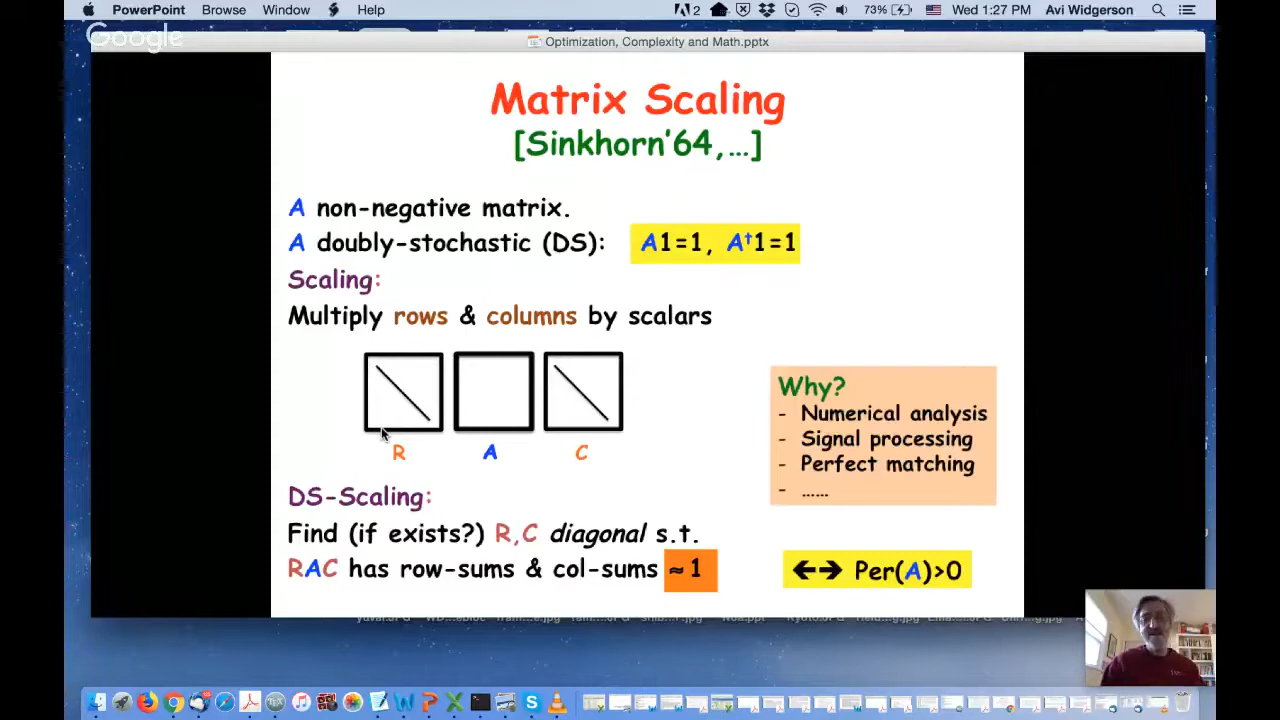 PowerPoint Browse Window Help 2 73% Wed 1:27 PM Avi Widgerson
Google
Optimization, Complexity and Math.pptx
Matrix Scaling
[Sinkhorn'64,…]
A non-negative matrix.
A doubly-stochastic (DS): A1=1, A†1=1
Scaling:
Multiply rows & columns by scalars
R A C
Why?
- Numerical analysis
- Signal processing
- Perfect matching
- ……
DS-Scaling:
Find (if exists?) R,C diagonal s.t.
RAC has row-sums & col-sums ≈ 1
←→ Per(A)>0